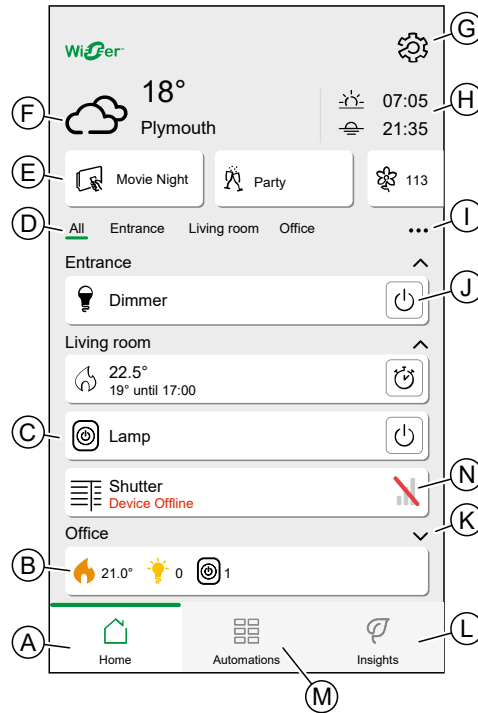 G
Wiser
18°
07:05
H
F
Plymouth
21:35
E
Movie Night
Party
113
D
All Entrance Living room Office
I
Entrance
Dimmer
J
Living room
22.5°
19° until 17:00
C
Lamp
Shutter
Device Offline
N
Office
K
B
21.0° 0 1
A
Home
Automations
Insights
L
M